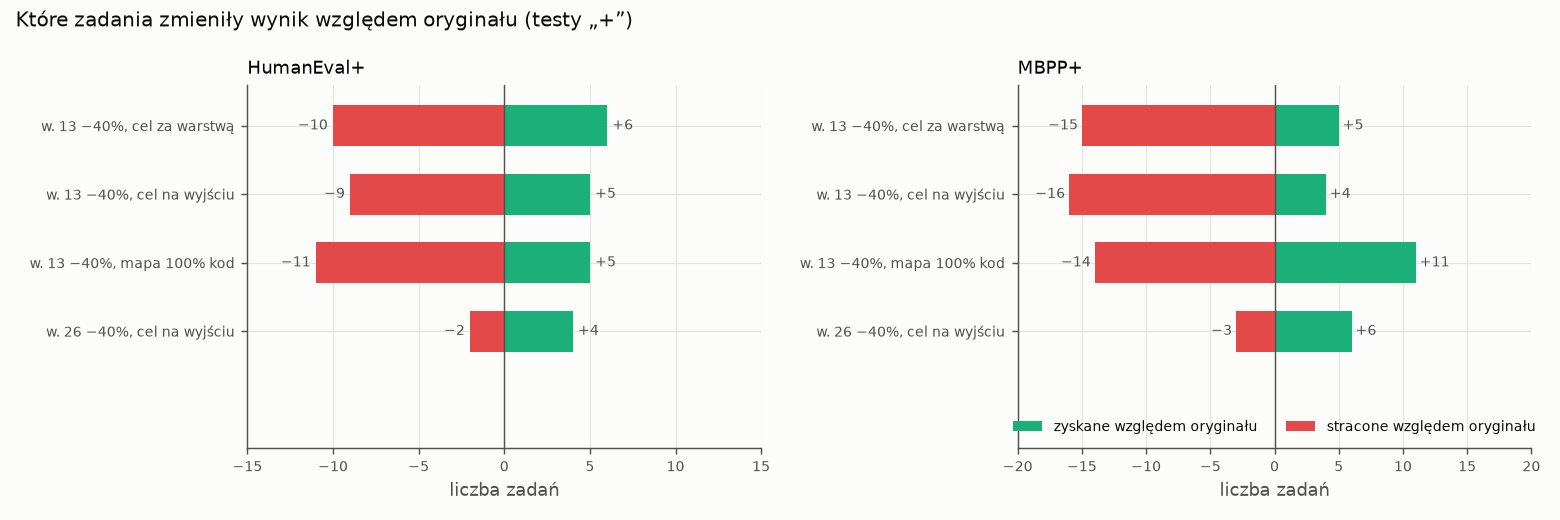 Które zadania zmieniły wynik względem oryginału (testy „+”)
HumanEval+
w. 13 −40%, cel za warstwą
−10
+6
w. 13 −40%, cel na wyjściu
−9
+5
w. 13 −40%, mapa 100% kod
−11
+5
w. 26 −40%, cel na wyjściu
−2
+4
−15 −10 −5 0 5 10 15
liczba zadań
MBPP+
w. 13 −40%, cel za warstwą
−15
+5
w. 13 −40%, cel na wyjściu
−16
+4
w. 13 −40%, mapa 100% kod
−14
+11
w. 26 −40%, cel na wyjściu
−3
+6
zyskane względem oryginału stracone względem oryginału
−20 −15 −10 −5 0 5 10 15 20
liczba zadań